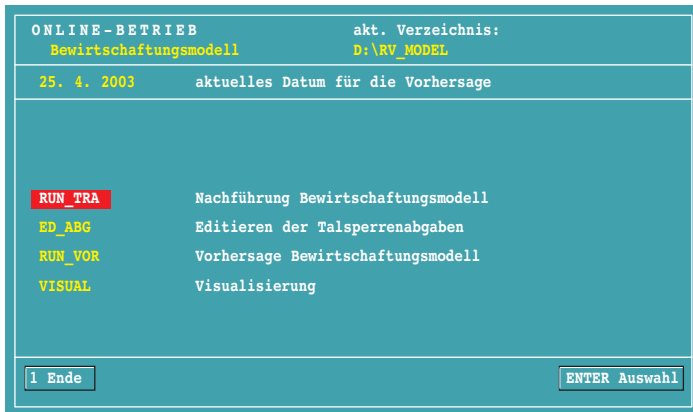 ONLINE-BETRIEB akt. Verzeichnis:
Bewirtschaftungsmodell D:\RV_MODEL
25. 4. 2003 aktuelles Datum für die Vorhersage
RUN_TRA Nachführung Bewirtschaftungsmodell
ED_ABG Editieren der Talsperrenabgaben
RUN_VOR Vorhersage Bewirtschaftungsmodell
VISUAL Visualisierung
1 Ende ENTER Auswahl